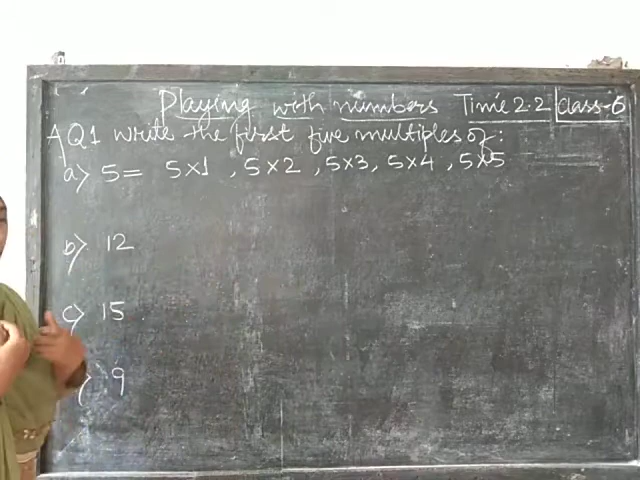 Playing with numbers Time 2.2 class-6
Q1 write the first five multiples of:
a) 5 = 5×1, 5×2, 5×3, 5×4, 5×5
b) 12
c) 15
) 9